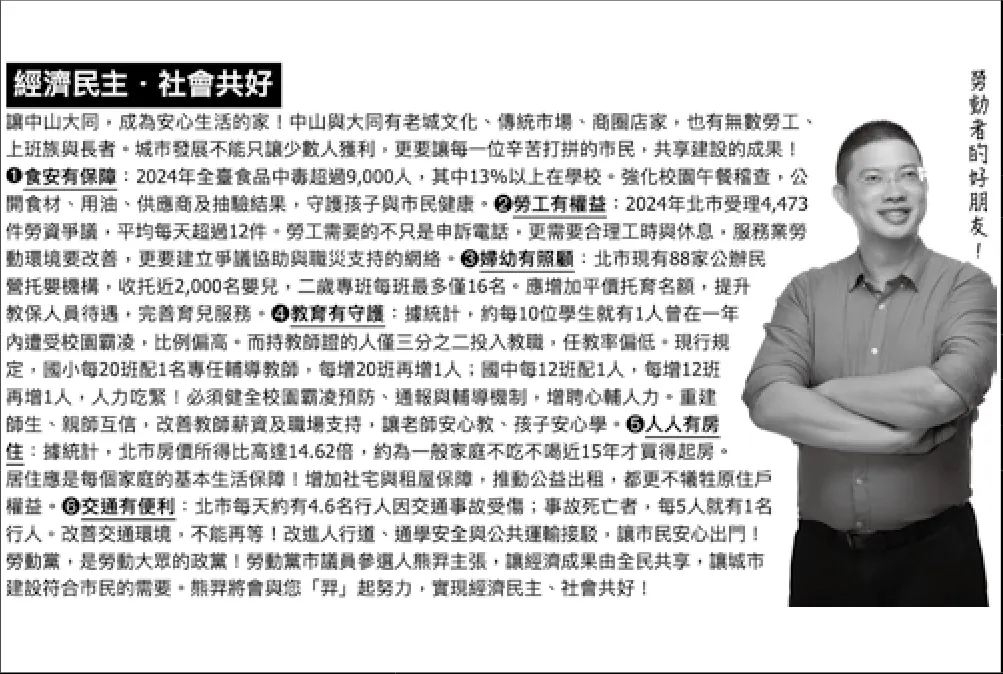 經濟民主．社會共好
讓中山大同，成為安心生活的家！中山與大同有老城文化、傳統市場、商圈店家，也有無數勞工、
上班族與長者。城市發展不能只讓少數人獲利，更要讓每一位辛苦打拼的市民，共享建設的成果！
❶食安有保障：2024年全臺食品中毒超過9,000人，其中13%以上在學校。強化校園午餐稽查，公
開食材、用油、供應商及抽驗結果，守護孩子與市民健康。❷勞工有權益：2024年北市受理4,473
件勞資爭議，平均每天超過12件。勞工需要的不只是申訴電話，更需要合理工時與休息，服務業勞
動環境要改善，更要建立爭議協助與職災支持的網絡。❸婦幼有照顧：北市現有88家公辦民
營托嬰機構，收托近2,000名嬰兒，二歲專班每班最多僅16名。應增加平價托育名額，提升
教保人員待遇，完善育兒服務。❹教育有守護：據統計，約每10位學生就有1人曾在一年
內遭受校園霸凌，比例偏高。而持教師證的人僅三分之二投入教職，任教率偏低。現行規
定，國小每20班配1名專任輔導教師，每增20班再增1人；國中每12班配1人，每增12班
再增1人，人力吃緊！必須健全校園霸凌預防、通報與輔導機制，增聘心輔人力。重建
師生、親師互信，改善教師薪資及職場支持，讓老師安心教、孩子安心學。❺人人有房
住：據統計，北市房價所得比高達14.62倍，約為一般家庭不吃不喝近15年才買得起房。
居住應是每個家庭的基本生活保障！增加社宅與租屋保障，推動公益出租，都更不犧牲原住戶
權益。❻交通有便利：北市每天約有4.6名行人因交通事故受傷；事故死亡者，每5人就有1名
行人。改善交通環境，不能再等！改進人行道、通學安全與公共運輸接駁，讓市民安心出門！
勞動黨，是勞動大眾的政黨！勞動黨市議員參選人熊羿主張，讓經濟成果由全民共享，讓城市
建設符合市民的需要。熊羿將會與您「羿」起努力，實現經濟民主、社會共好！
勞動者的好朋友！